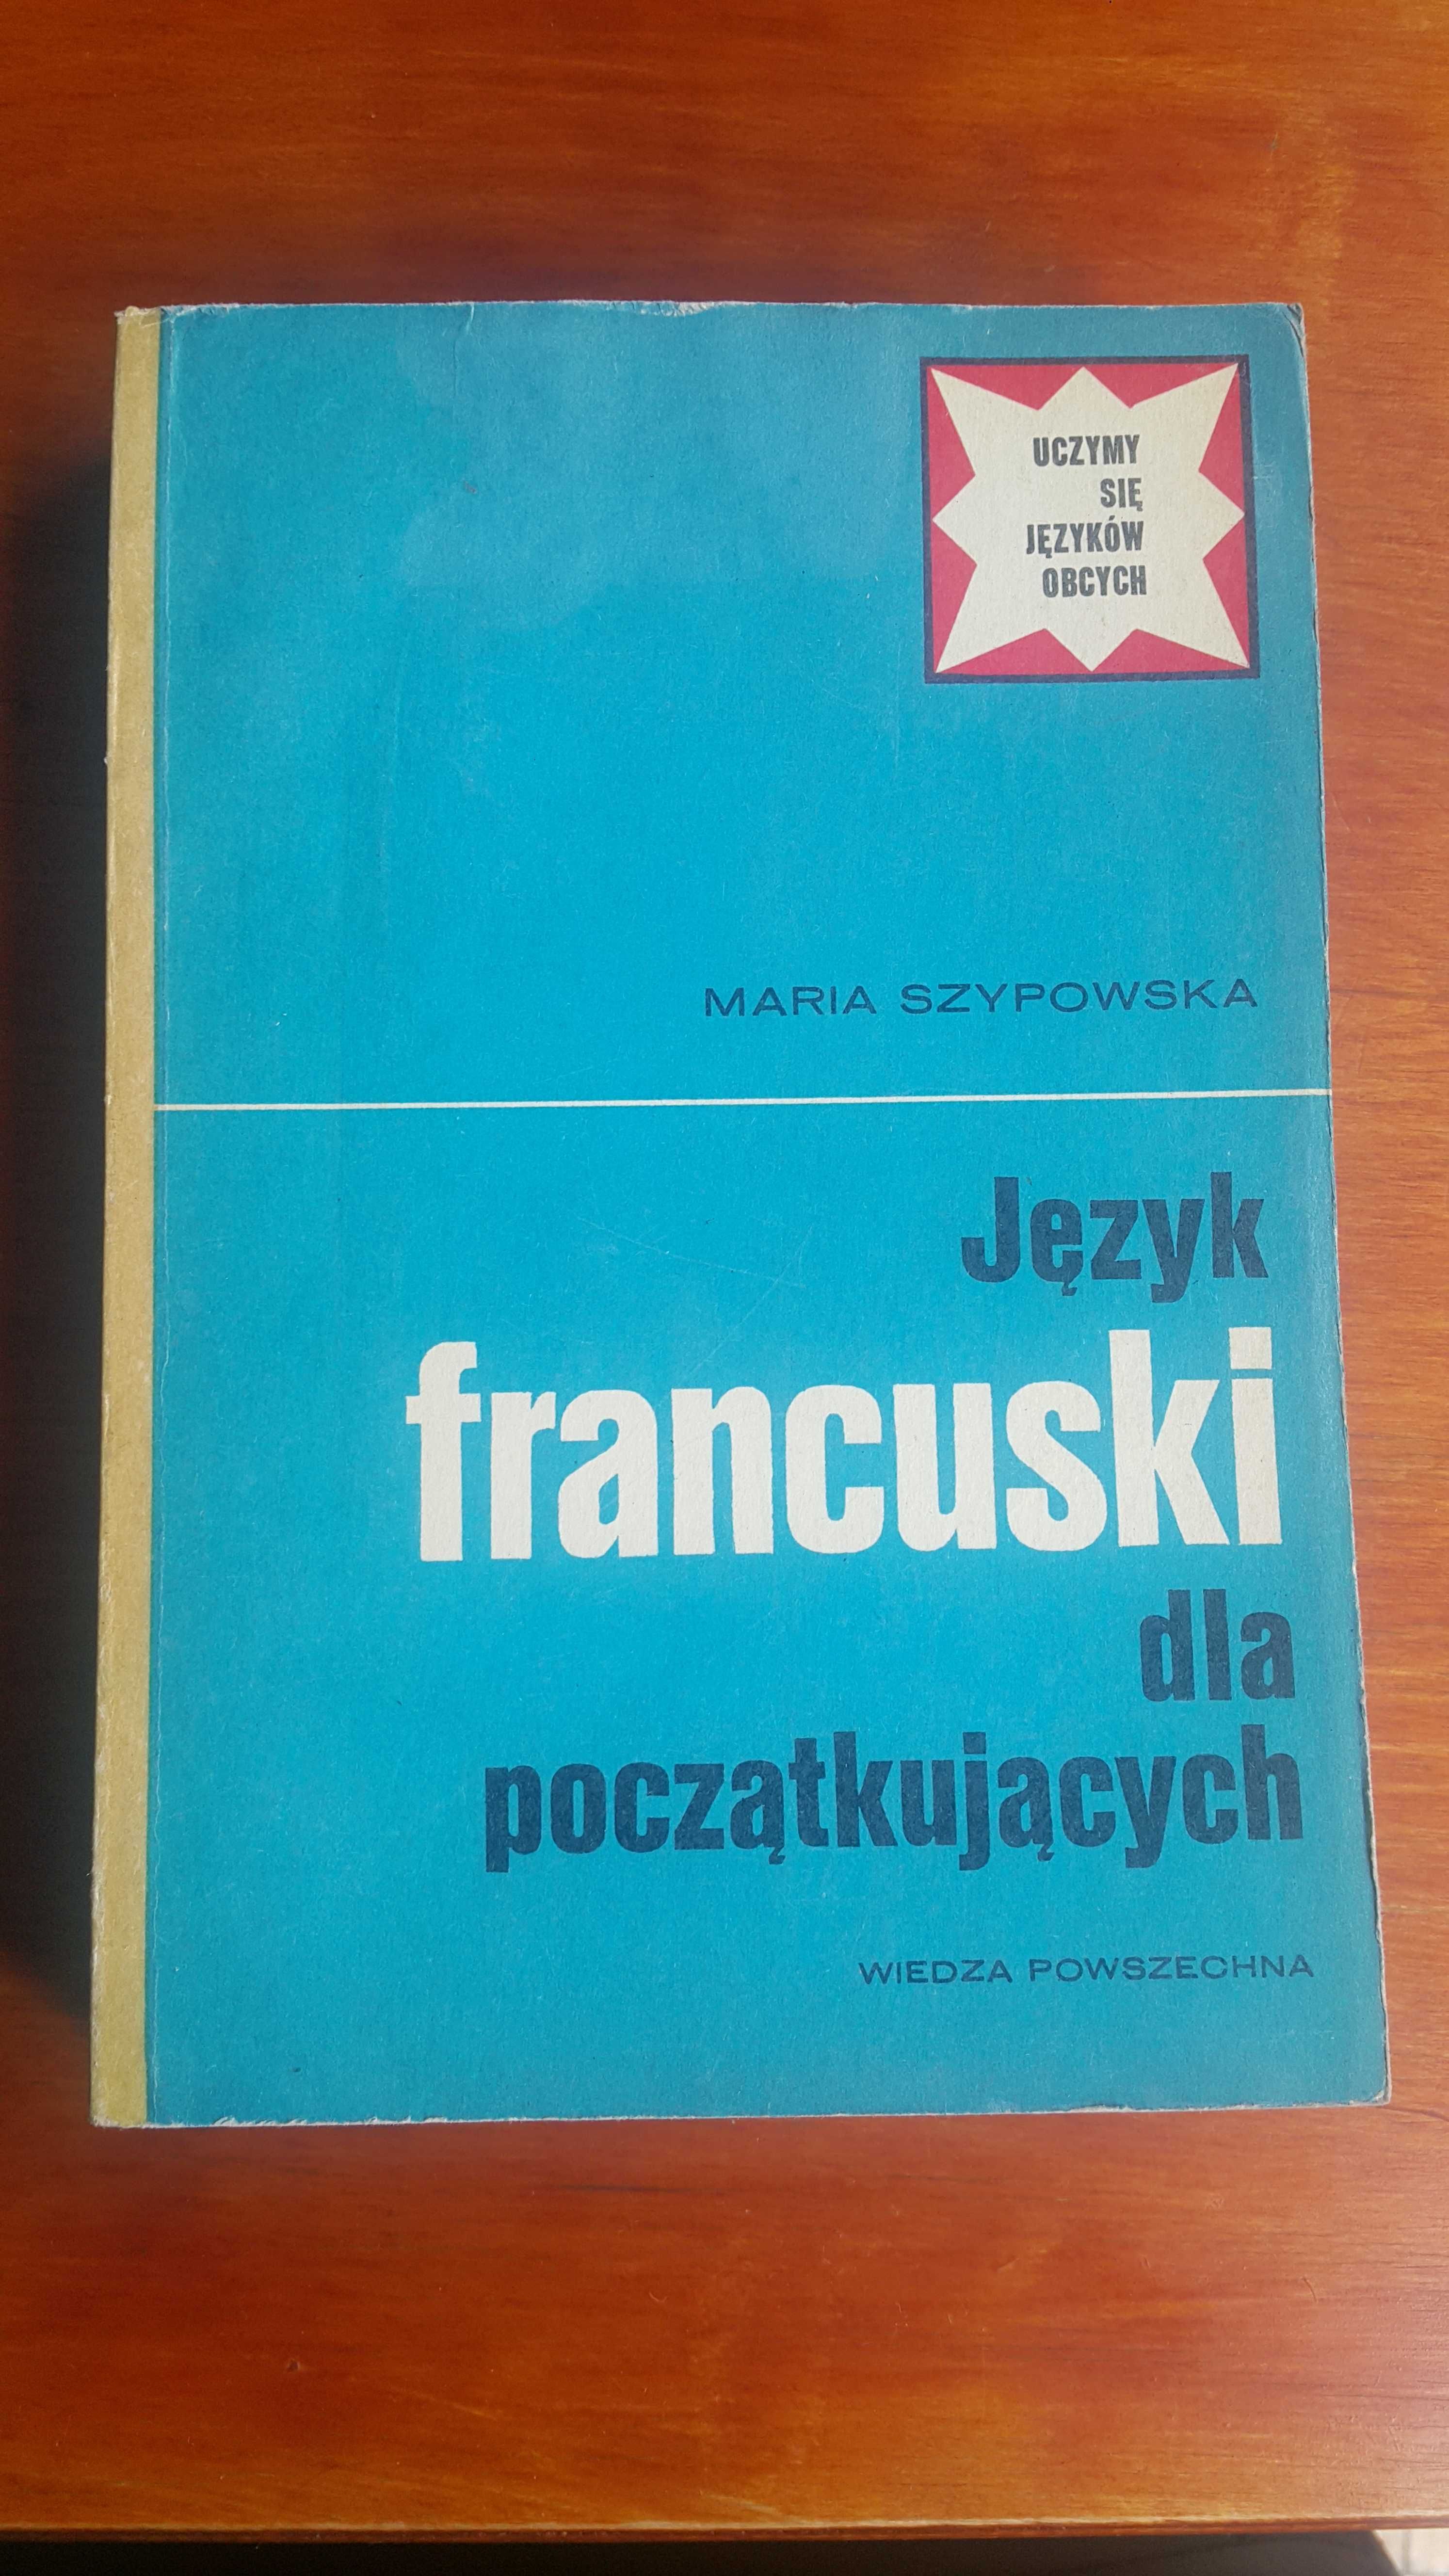 UCZYMY
SIĘ
JĘZYKÓW
OBCYCH
MARIA SZYPOWSKA
Język
francuski
dla
początkujących
WIEDZA POWSZECHNA